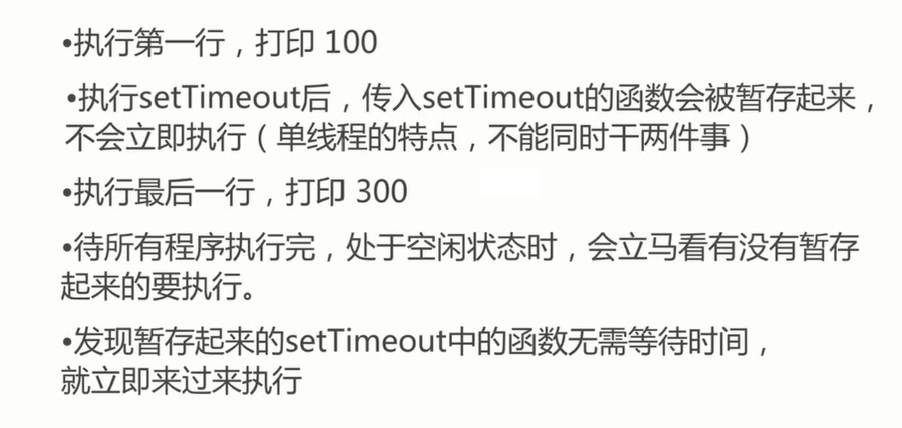 •执行第一行，打印 100
•执行setTimeout后，传入setTimeout的函数会被暂存起来，
不会立即执行（单线程的特点，不能同时干两件事）
•执行最后一行，打印 300
•待所有程序执行完，处于空闲状态时，会立马看有没有暂存
起来的要执行。
•发现暂存起来的setTimeout中的函数无需等待时间，
就立即来过来执行